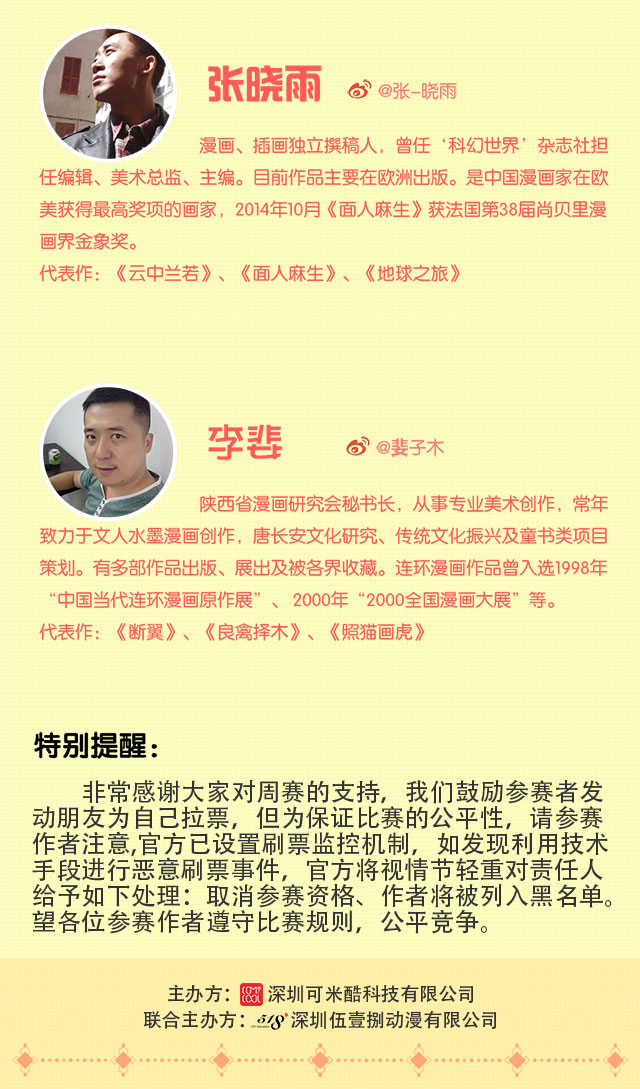 张晓雨 @张-晓雨
漫画、插画独立撰稿人，曾任‘科幻世界’杂志社担
任编辑、美术总监、主编。目前作品主要在欧洲出版。是中国漫画家在欧
美获得最高奖项的画家，2014年10月《面人麻生》获法国第38届尚贝里漫
画界金象奖。
代表作：《云中兰若》、《面人麻生》、《地球之旅》
李裴 @裴子木
陕西省漫画研究会秘书长，从事专业美术创作，常年
致力于文人水墨漫画创作，唐长安文化研究、传统文化振兴及童书类项目
策划。有多部作品出版、展出及被各界收藏。连环漫画作品曾入选1998年
“中国当代连环漫画原作展”、2000年“2000全国漫画大展”等。
代表作：《断翼》、《良禽择木》、《照猫画虎》
特别提醒：
非常感谢大家对周赛的支持，我们鼓励参赛者发
动朋友为自己拉票，但为保证比赛的公平性，请参赛
作者注意,官方已设置刷票监控机制，如发现利用技术
手段进行恶意刷票事件，官方将视情节轻重对责任人
给予如下处理：取消参赛资格、作者将被列入黑名单。
望各位参赛作者遵守比赛规则，公平竞争。
主办方：COMI COOL 深圳可米酷科技有限公司
联合主办方：518 深圳伍壹捌动漫有限公司